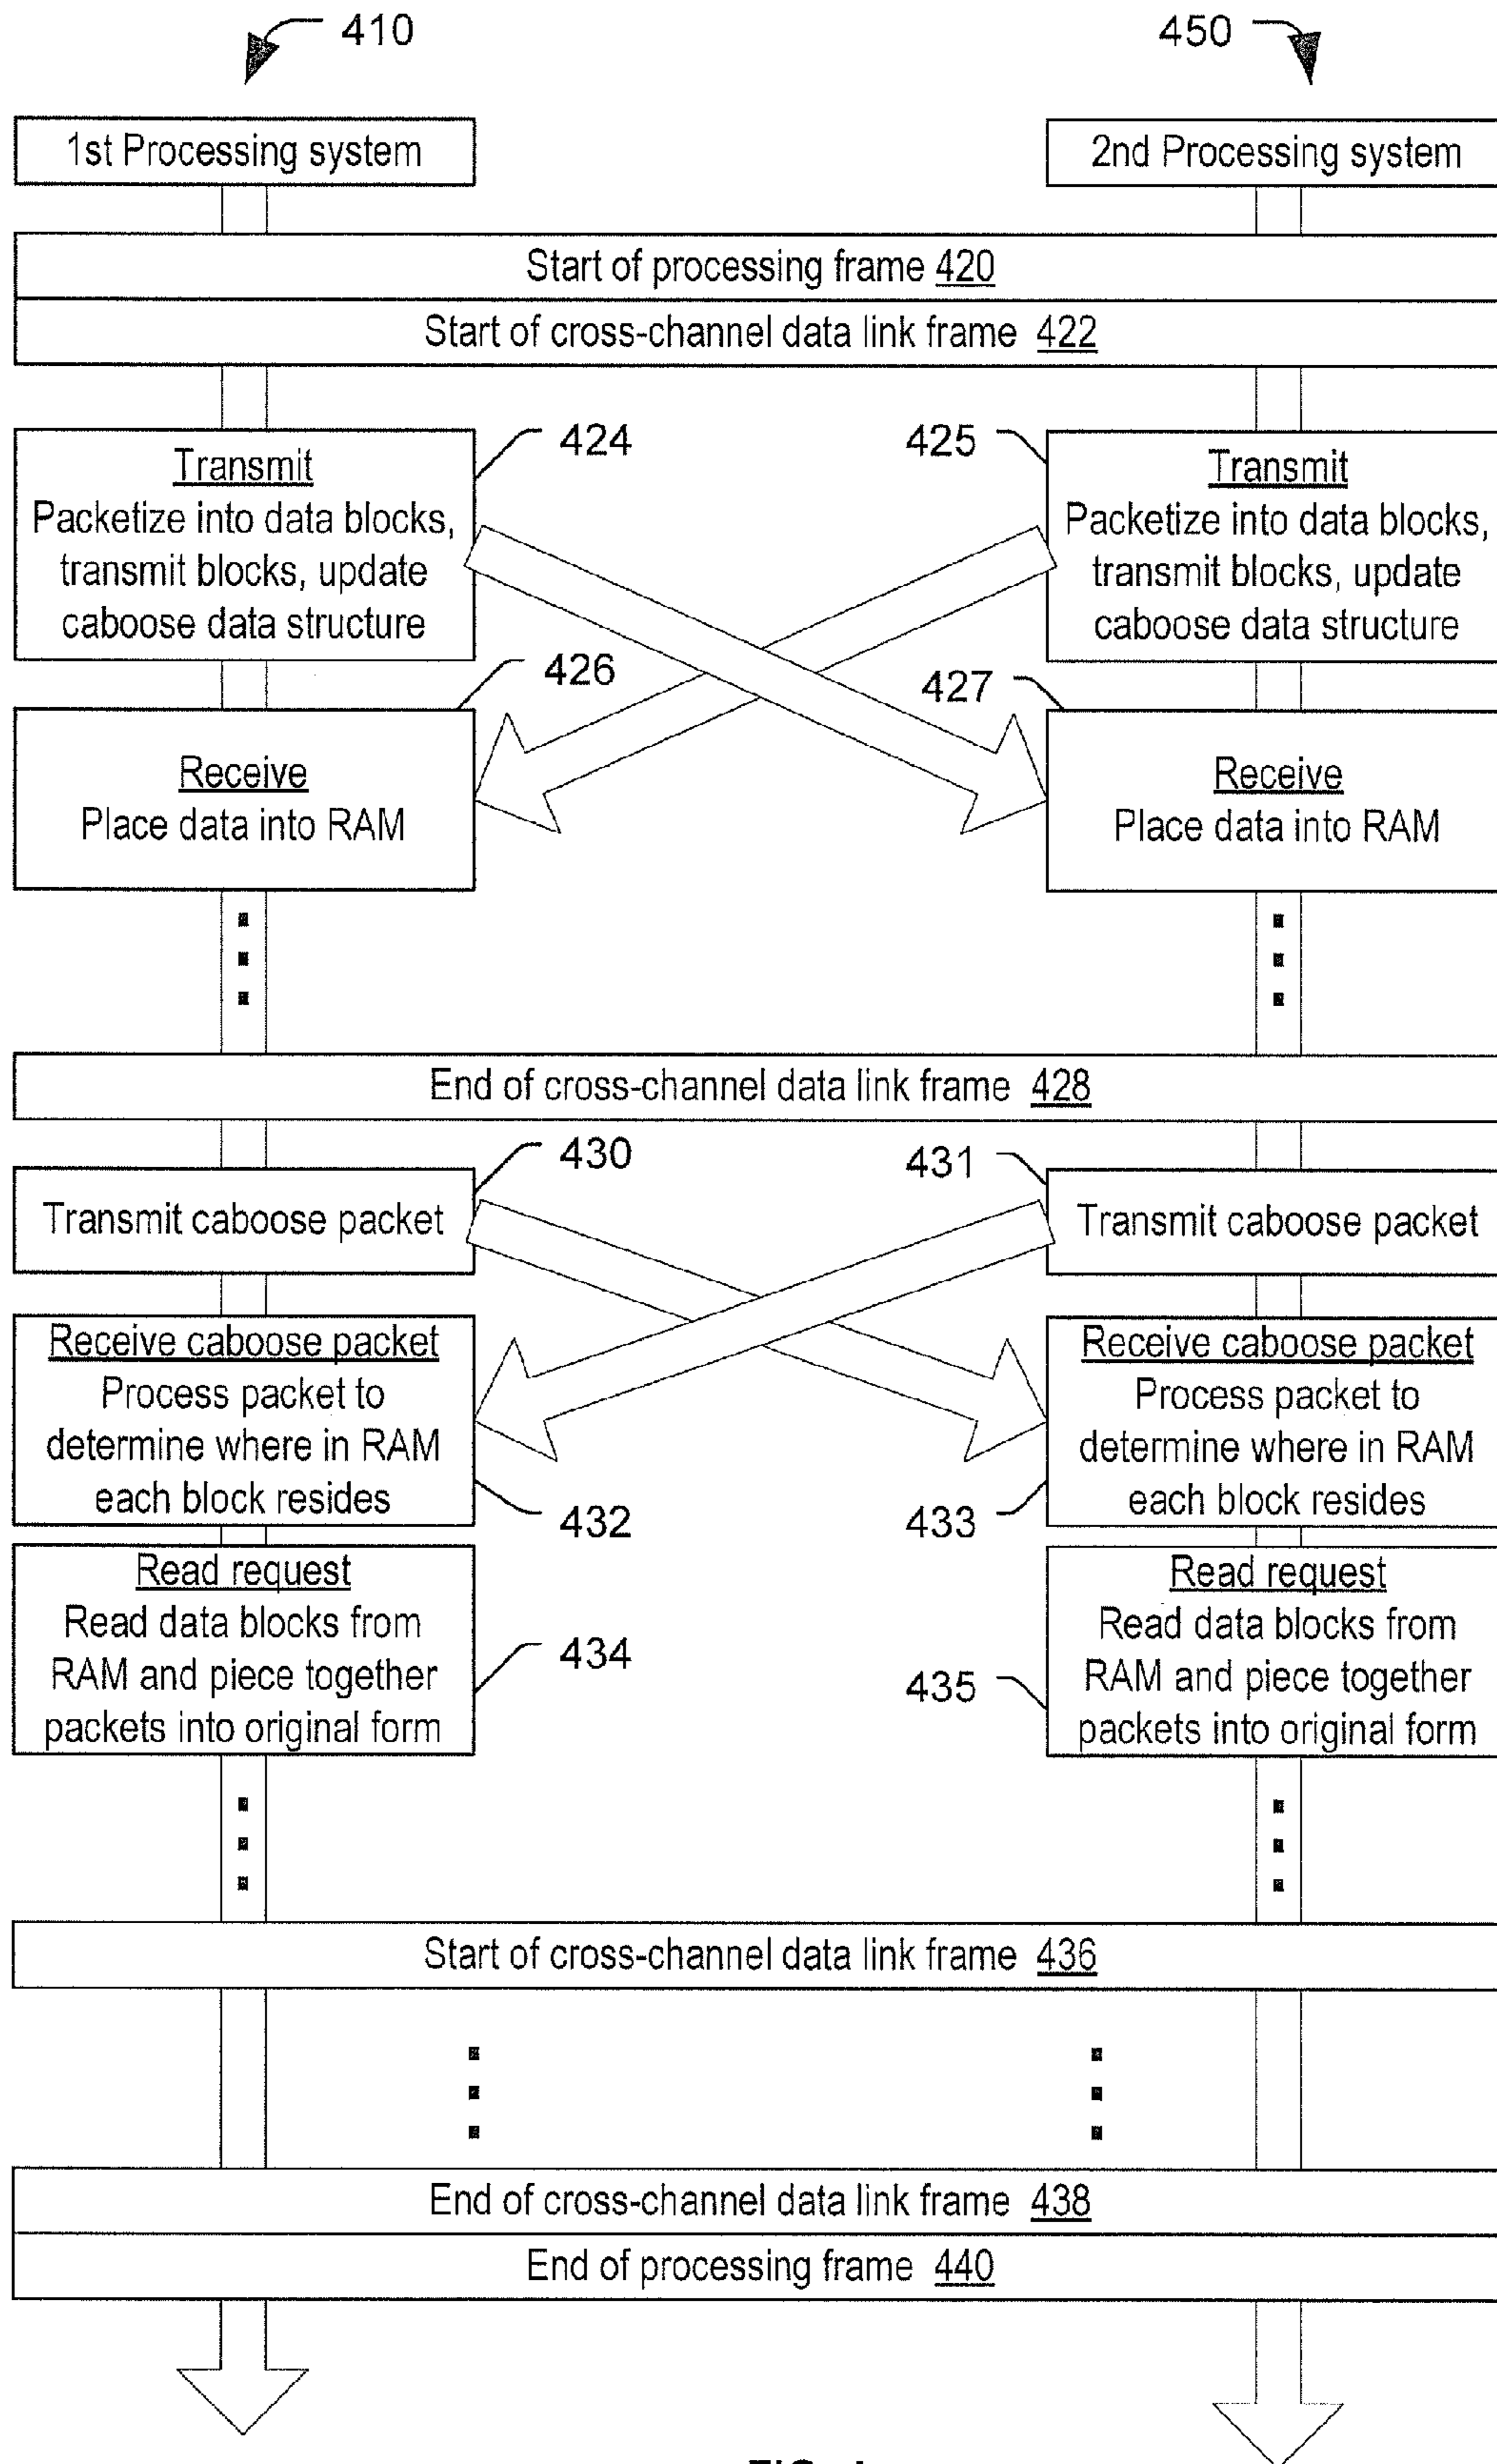 410
450
1st Processing system
2nd Processing system
Start of processing frame 420
Start of cross-channel data link frame 422
424
425
Transmit
Packetize into data blocks,
transmit blocks, update
caboose data structure
Transmit
Packetize into data blocks,
transmit blocks, update
caboose data structure
426
427
Receive
Place data into RAM
Receive
Place data into RAM
End of cross-channel data link frame 428
430
431
Transmit caboose packet
Transmit caboose packet
Receive caboose packet
Process packet to
determine where in RAM
each block resides
Receive caboose packet
Process packet to
determine where in RAM
each block resides
432
433
Read request
Read data blocks from
RAM and piece together
packets into original form
Read request
Read data blocks from
RAM and piece together
packets into original form
434
435
Start of cross-channel data link frame 436
End of cross-channel data link frame 438
End of processing frame 440